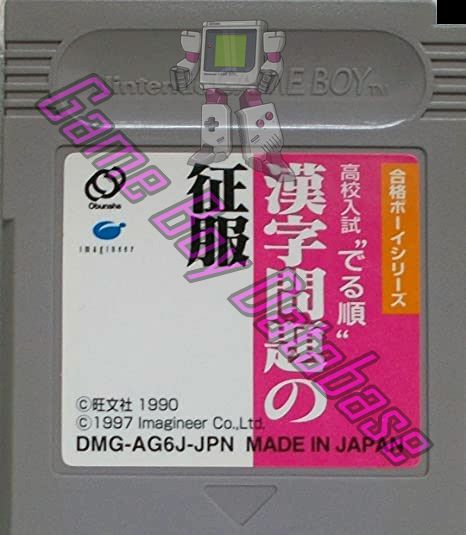 Nintendo GAME BOY TM
合格ボーイシリーズ
高校入試"でる順"
漢字問題の
征服
Obunsha
imagineer
©旺文社 1990
©1997 Imagineer Co.,Ltd.
DMG-AG6J-JPN MADE IN JAPAN
Game Boy Database